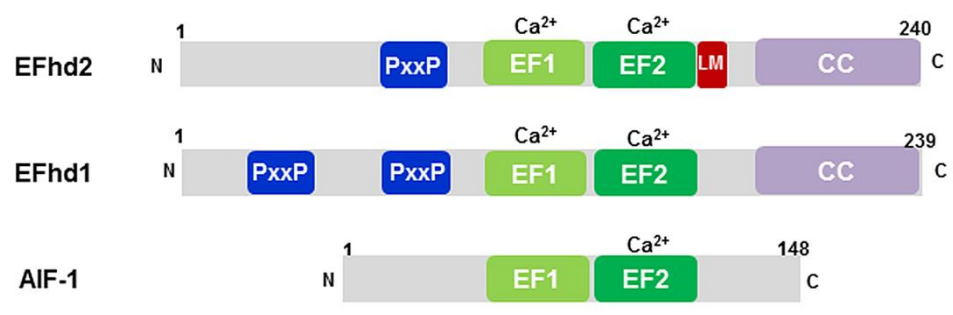 1 Ca²⁺ Ca²⁺ 240
EFhd2 N PxxP EF1 EF2 LM CC C
1 Ca²⁺ Ca²⁺ 239
EFhd1 N PxxP PxxP EF1 EF2 CC C
1 Ca²⁺ 148
AIF-1 N EF1 EF2 C